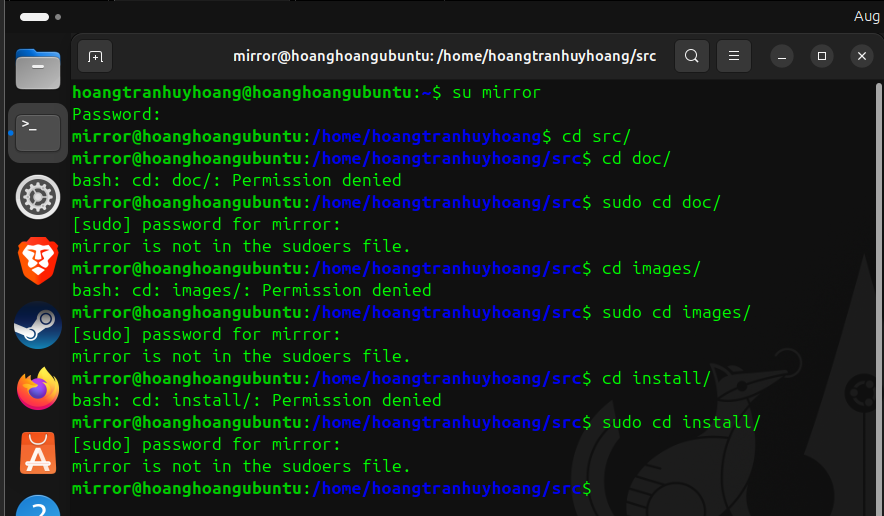 Aug
mirror@hoanghoangubuntu: /home/hoangtranhuyhoang/src
hoangtranhuyhoang@hoanghoangubuntu:~$ su mirror
Password:
mirror@hoanghoangubuntu:/home/hoangtranhuyhoang$ cd src/
mirror@hoanghoangubuntu:/home/hoangtranhuyhoang/src$ cd doc/
bash: cd: doc/: Permission denied
mirror@hoanghoangubuntu:/home/hoangtranhuyhoang/src$ sudo cd doc/
[sudo] password for mirror:
mirror is not in the sudoers file.
mirror@hoanghoangubuntu:/home/hoangtranhuyhoang/src$ cd images/
bash: cd: images/: Permission denied
mirror@hoanghoangubuntu:/home/hoangtranhuyhoang/src$ sudo cd images/
[sudo] password for mirror:
mirror is not in the sudoers file.
mirror@hoanghoangubuntu:/home/hoangtranhuyhoang/src$ cd install/
bash: cd: install/: Permission denied
mirror@hoanghoangubuntu:/home/hoangtranhuyhoang/src$ sudo cd install/
[sudo] password for mirror:
mirror is not in the sudoers file.
mirror@hoanghoangubuntu:/home/hoangtranhuyhoang/src$